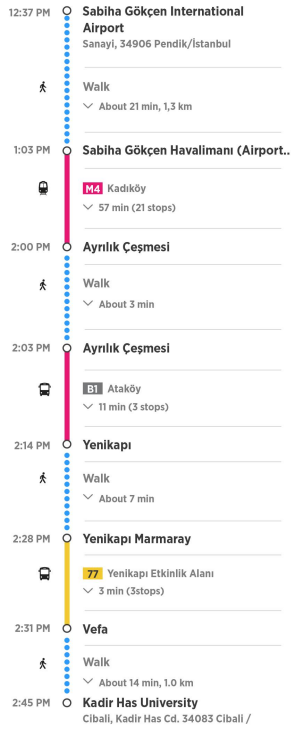 12:37 PM Sabiha Gökçen International
Airport
Sanayi, 34906 Pendik/İstanbul
Walk
About 21 min, 1,3 km
1:03 PM Sabiha Gökçen Havalimanı (Airport..
M4 Kadıköy
57 min (21 stops)
2:00 PM Ayrılık Çeşmesi
Walk
About 3 min
2:03 PM Ayrılık Çeşmesi
B1 Ataköy
11 min (3 stops)
2:14 PM Yenikapı
Walk
About 7 min
2:28 PM Yenikapı Marmaray
77 Yenikapı Etkinlik Alanı
3 min (3stops)
2:31 PM Vefa
Walk
About 14 min, 1.0 km
2:45 PM Kadir Has University
Cibali, Kadir Has Cd. 34083 Cibali /